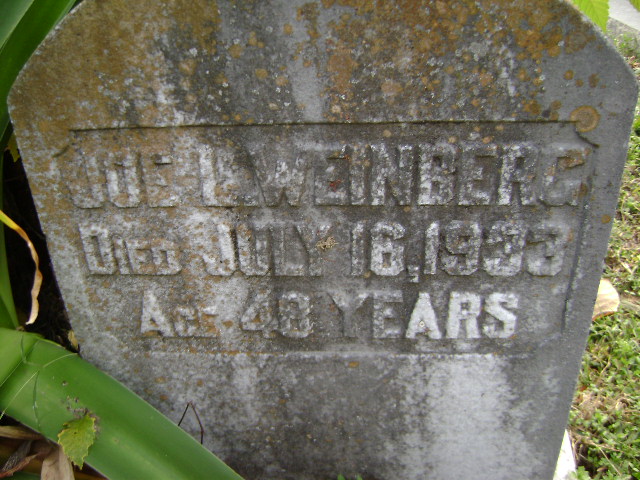 JOE L. WEINBERG
DIED JULY 16, 1933
AGE 48 YEARS